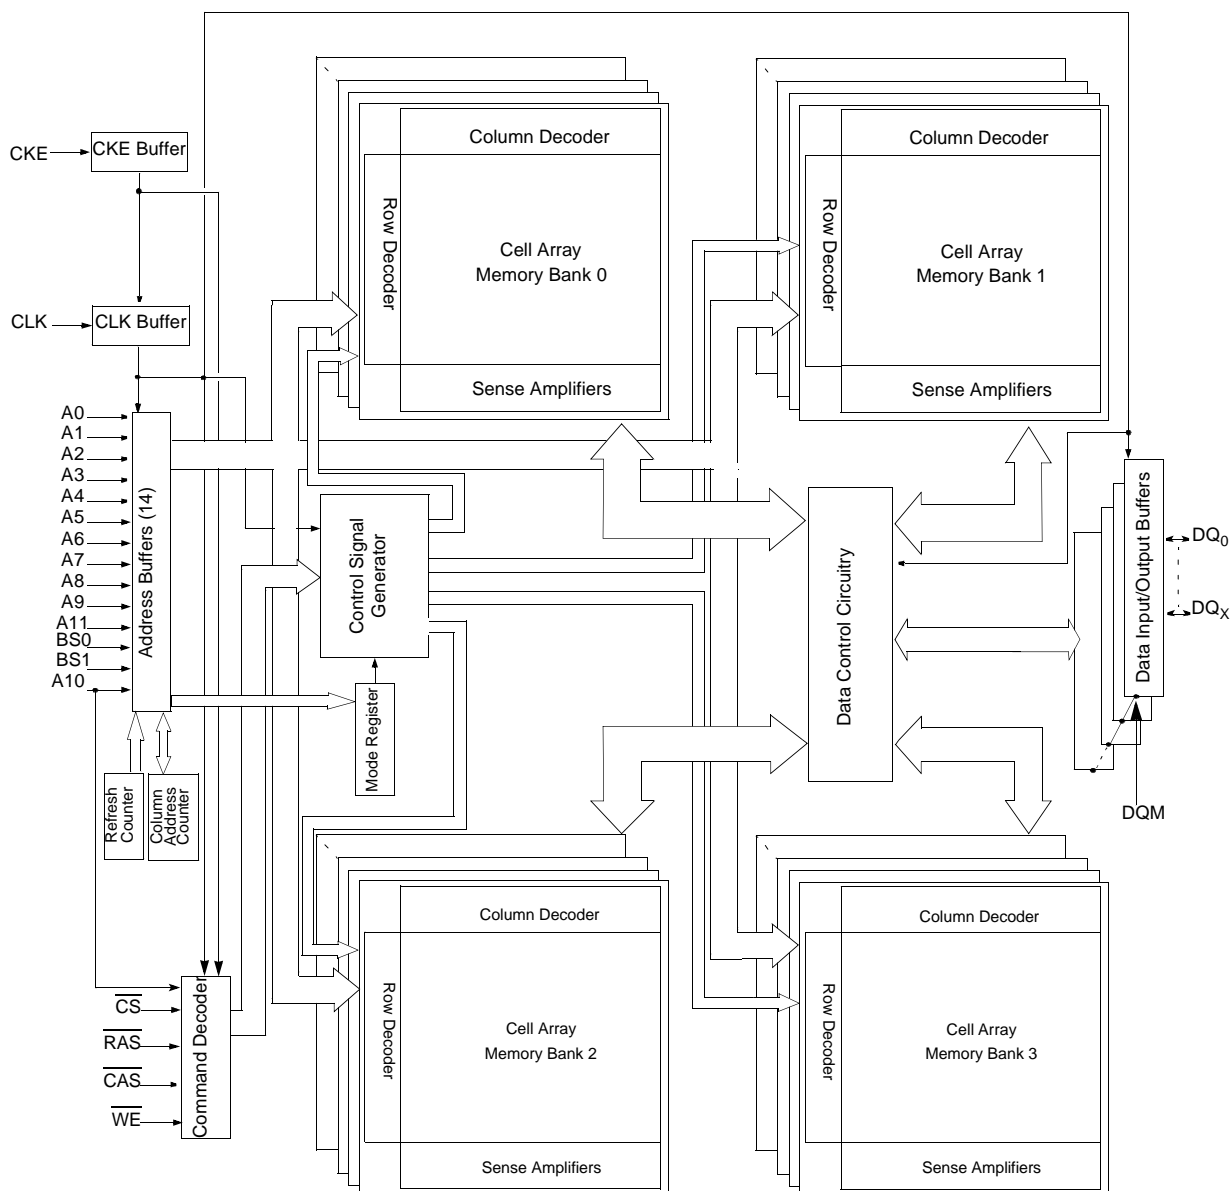 CKE
CKE Buffer
CLK
CLK Buffer
A0
A1
A2
A3
A4
A5
A6
A7
A8
A9
A11
BS0
BS1
A10
Address Buffers (14)
Refresh
Counter
Column
Address
Counter
Mode Register
Control Signal
Generator
CS
RAS
CAS
WE
Command Decoder
Column Decoder
Row Decoder
Cell Array
Memory Bank 0
Sense Amplifiers
Column Decoder
Row Decoder
Cell Array
Memory Bank 1
Sense Amplifiers
Data Control Circuitry
Data Input/Output Buffers
DQ0
DQX
DQM
Column Decoder
Row Decoder
Cell Array
Memory Bank 2
Sense Amplifiers
Column Decoder
Row Decoder
Cell Array
Memory Bank 3
Sense Amplifiers